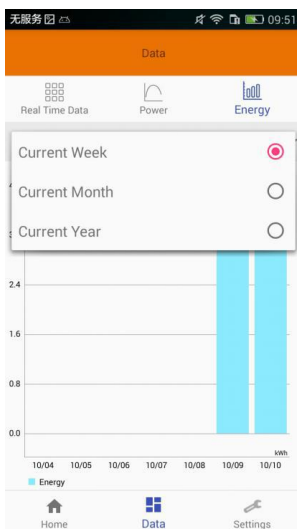 无服务 09:51
Data
Real Time Data Power Energy
Current Week
Current Month
Current Year
2.4
1.6
0.8
0.0
kWh
10/04 10/05 10/06 10/07 10/08 10/09 10/10
Energy
Home Data Settings